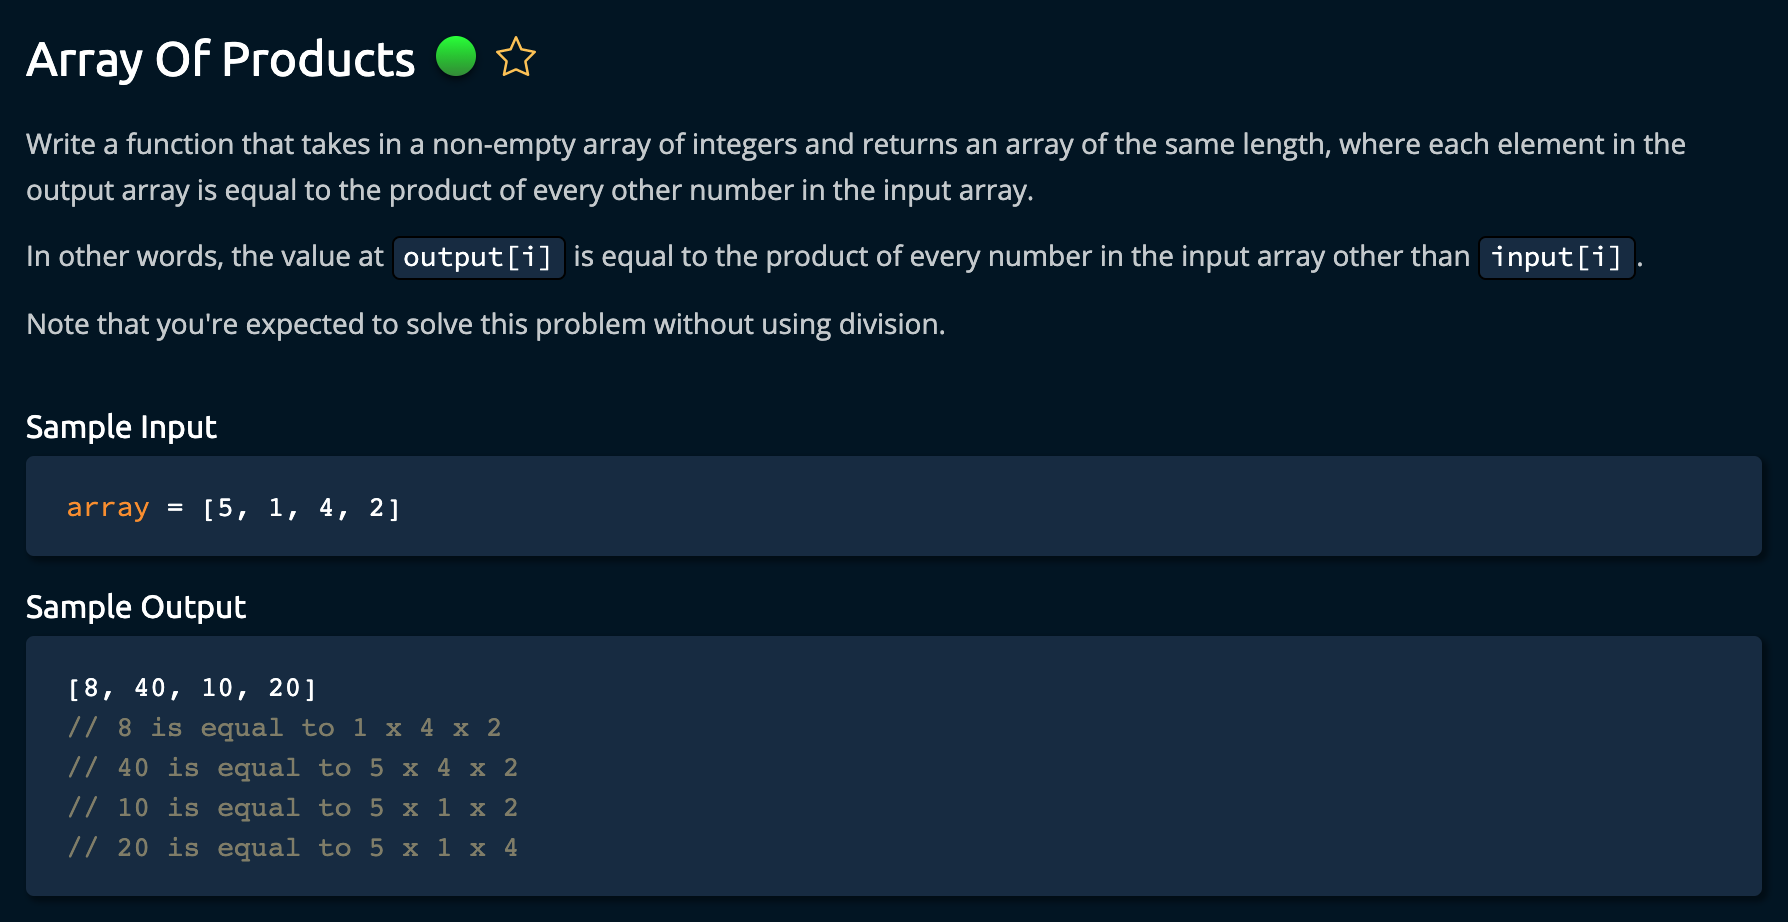 Array Of Products
Write a function that takes in a non-empty array of integers and returns an array of the same length, where each element in the
output array is equal to the product of every other number in the input array.
In other words, the value at output[i] is equal to the product of every number in the input array other than input[i].
Note that you're expected to solve this problem without using division.
Sample Input
array = [5, 1, 4, 2]
Sample Output
[8, 40, 10, 20]
// 8 is equal to 1 x 4 x 2
// 40 is equal to 5 x 4 x 2
// 10 is equal to 5 x 1 x 2
// 20 is equal to 5 x 1 x 4